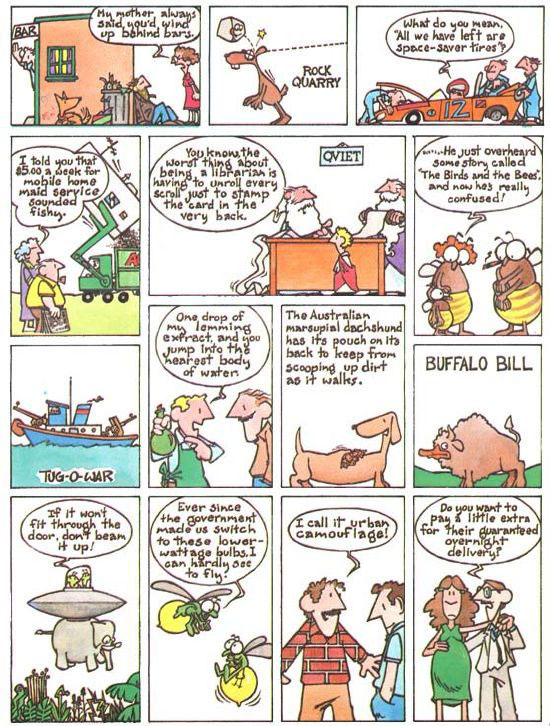 My mother always
said, you'd wind
up behind bars.
BAR
ROCK
QUARRY
What do you mean,
"All we have left are
space-saver tires"?
12
I told you that
$5.00 a week for
mobile home
maid service
sounded
fishy.
You know, the
worst thing about
being a librarian is
having to unroll every
scroll just to stamp
the card in the
very back.
QVIET
......He just overheard
some story called
"The Birds and the Bees",
and now he's really
confused!
TUG-O-WAR
One drop of
my lemming
extract, and you
jump into the
nearest body
of water.
The Australian
marsupial dachshund
has its pouch on its
back to keep from
scooping up dirt
as it walks.
BUFFALO BILL
If it won't
fit through the
door, don't beam
it up!
Ever since
the government
made us switch
to these lower-
wattage bulbs, I
can hardly see
to fly!
I call it urban
camouflage!
Do you want to
pay a little extra
for their guaranteed
overnight
delivery?